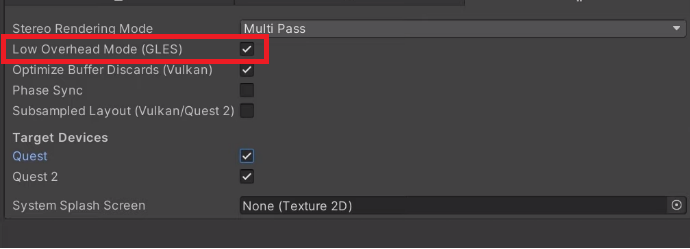 Stereo Rendering Mode Multi Pass
Low Overhead Mode (GLES)
Optimize Buffer Discards (Vulkan)
Phase Sync
Subsampled Layout (Vulkan/Quest 2)
Target Devices
Quest
Quest 2
System Splash Screen None (Texture 2D)